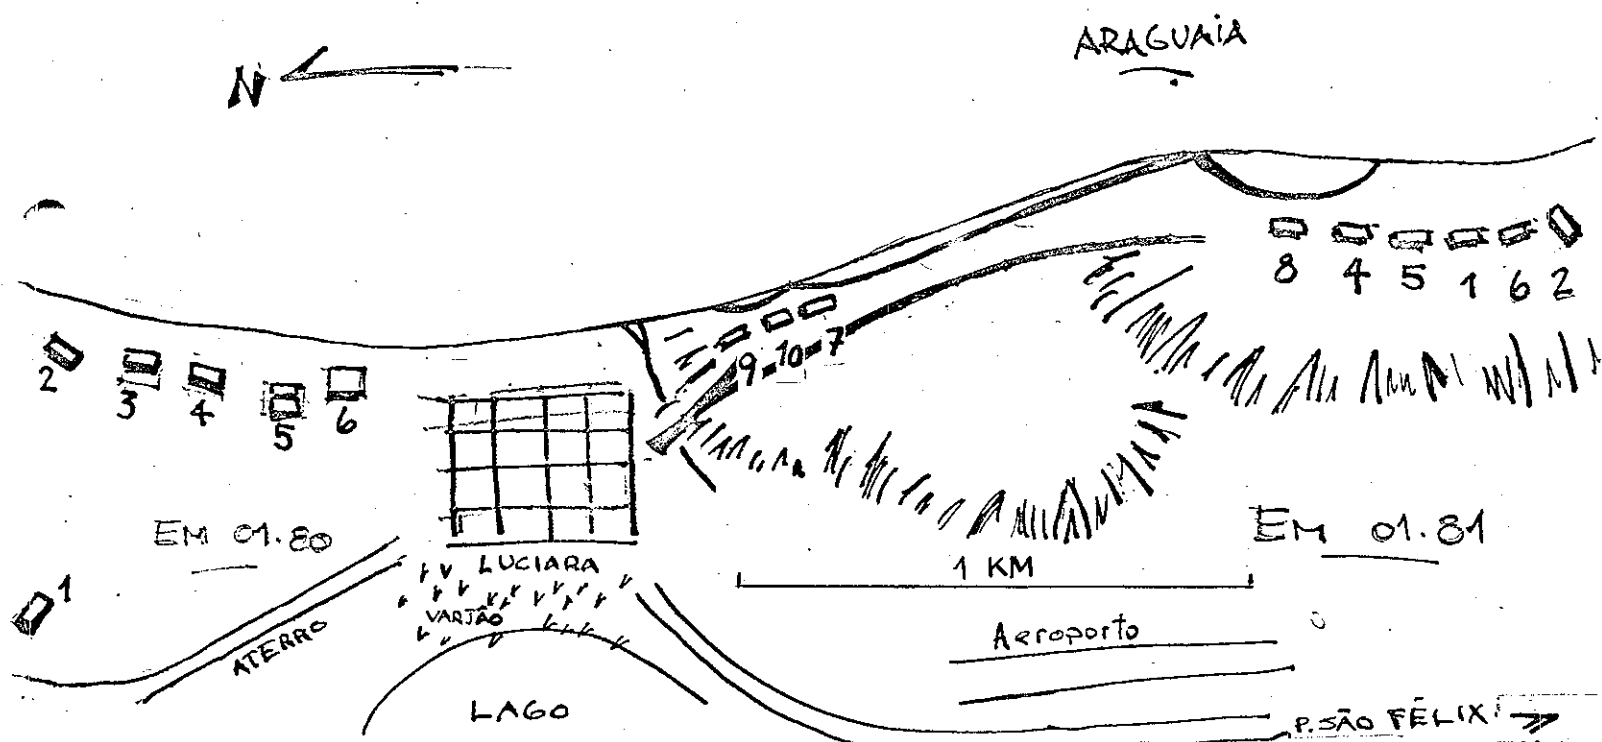 ARAGUAIA
N
8 4 5 1 6 2
2 3 4 5 6
9-10-7
EM 01.80
EM 01.81
LUCIARA
1 KM
1
VARJÃO
ATERRO
Aeroporto
LAGO
P. SÃO FÉLIX